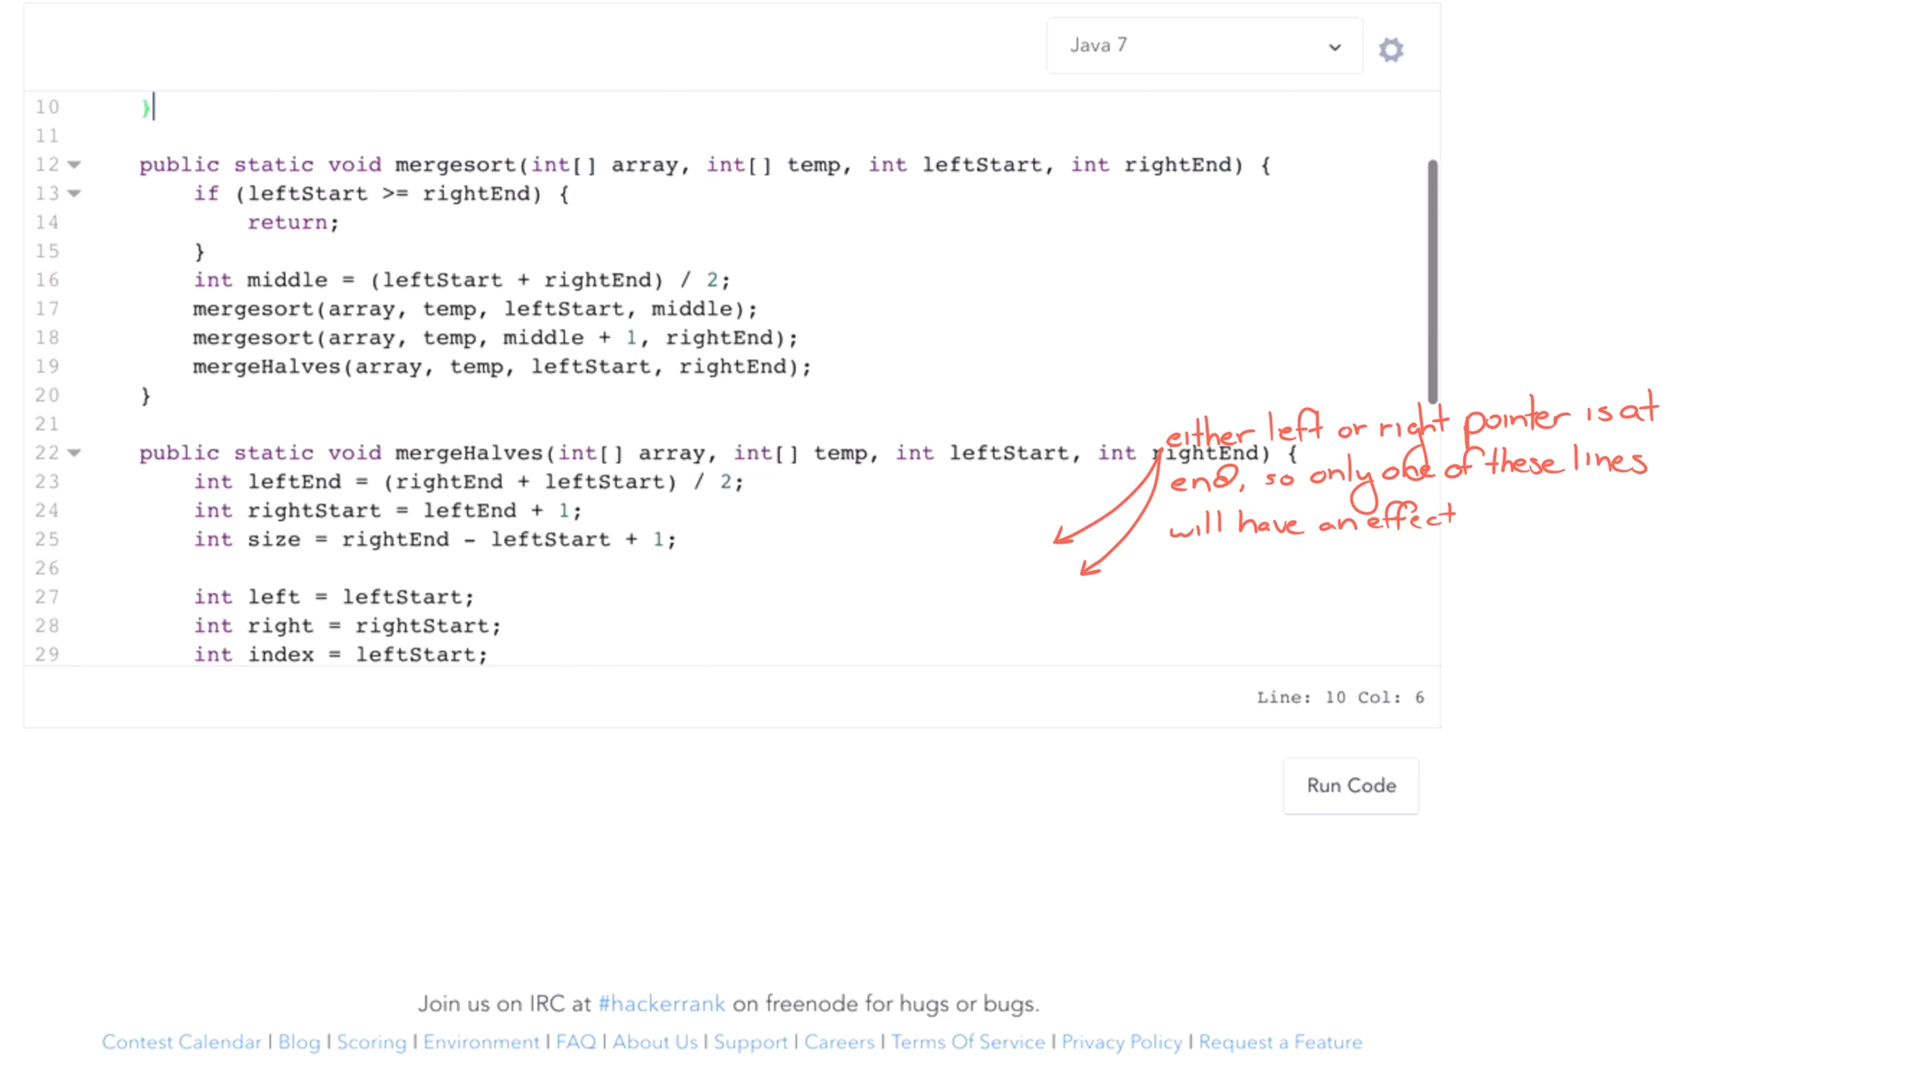 Java 7
10 }
11
12 public static void mergesort(int[] array, int[] temp, int leftStart, int rightEnd) {
13 if (leftStart >= rightEnd) {
14 return;
15 }
16 int middle = (leftStart + rightEnd) / 2;
17 mergesort(array, temp, leftStart, middle);
18 mergesort(array, temp, middle + 1, rightEnd);
19 mergeHalves(array, temp, leftStart, rightEnd);
20 }
21
22 public static void mergeHalves(int[] array, int[] temp, int leftStart, int rightEnd) {
23 int leftEnd = (rightEnd + leftStart) / 2;
24 int rightStart = leftEnd + 1;
25 int size = rightEnd - leftStart + 1;
26
27 int left = leftStart;
28 int right = rightStart;
29 int index = leftStart;
either left or right pointer is at
end, so only one of these lines
will have an effect
Line: 10 Col: 6
Run Code
Join us on IRC at #hackerrank on freenode for hugs or bugs.
Contest Calendar | Blog | Scoring | Environment | FAQ | About Us | Support | Careers | Terms Of Service | Privacy Policy | Request a Feature